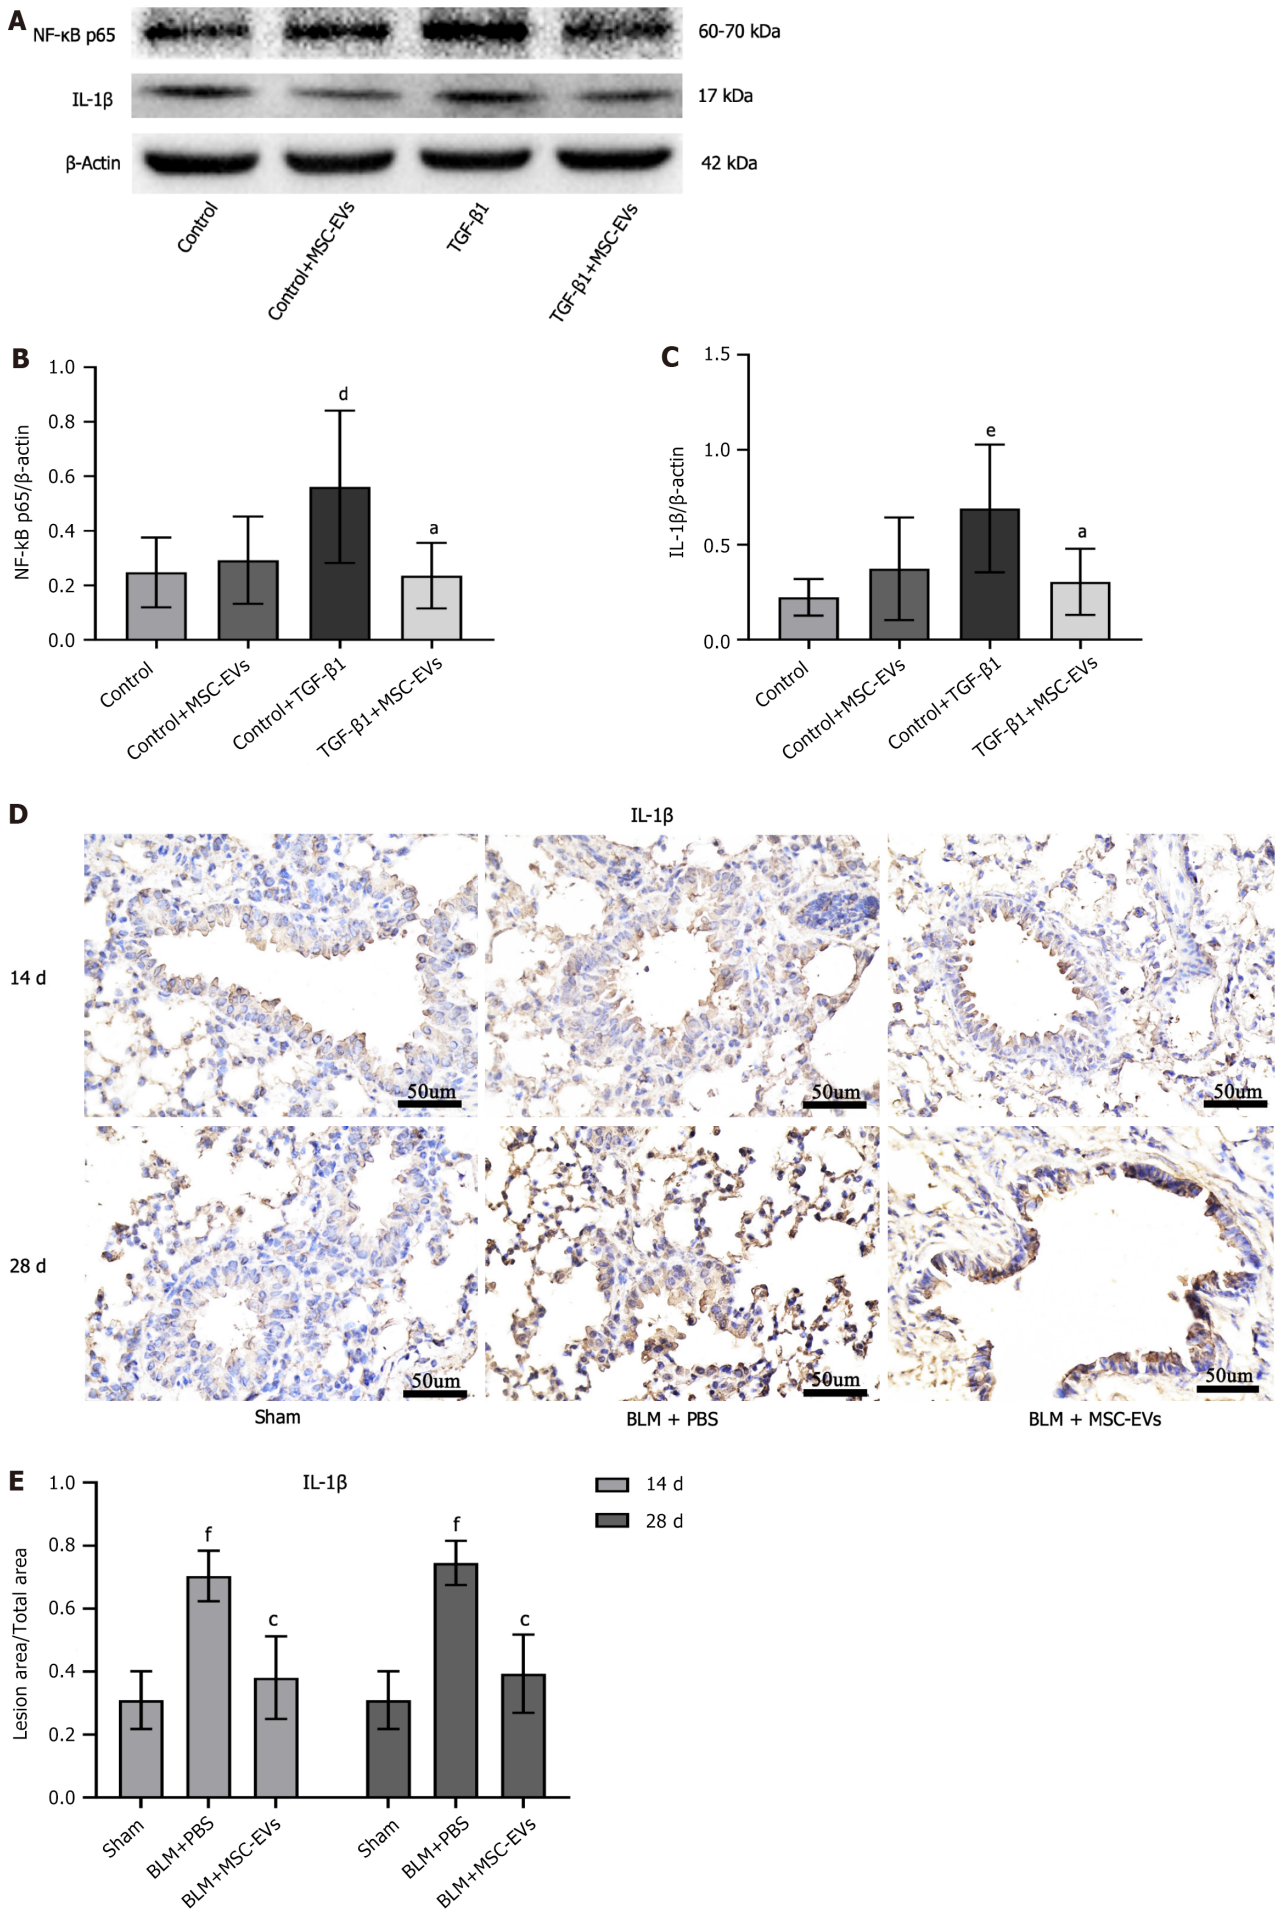 A
NF-κB p65
60-70 kDa
IL-1β
17 kDa
β-Actin
42 kDa
Control
Control+MSC-EVs
TGF-β1
TGF-β1+MSC-EVs
B
NF-kB p65/β-actin
1.0
0.8
0.6
0.4
0.2
0.0
d
a
Control
Control+MSC-EVs
Control+TGF-β1
TGF-β1+MSC-EVs
C
IL-1β/β-actin
1.5
1.0
0.5
0.0
e
a
Control
Control+MSC-EVs
Control+TGF-β1
TGF-β1+MSC-EVs
D
IL-1β
14 d
50um
50um
50um
28 d
50um
50um
50um
Sham
BLM + PBS
BLM + MSC-EVs
E
IL-1β
14 d
28 d
Lesion area/Total area
1.0
0.8
0.6
0.4
0.2
0.0
f
c
f
c
Sham
BLM+PBS
BLM+MSC-EVs
Sham
BLM+PBS
BLM+MSC-EVs